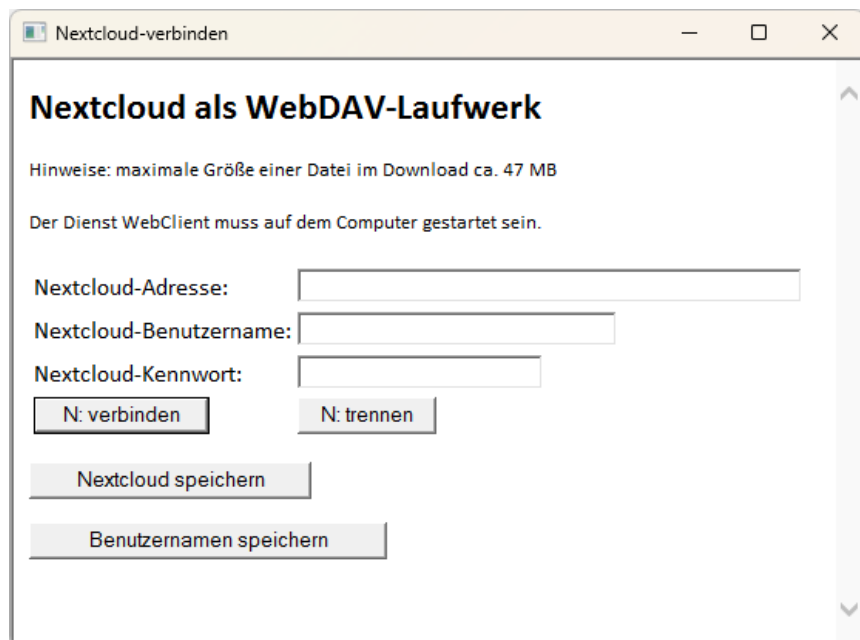 Nextcloud-verbinden
Nextcloud als WebDAV-Laufwerk
Hinweise: maximale Größe einer Datei im Download ca. 47 MB
Der Dienst WebClient muss auf dem Computer gestartet sein.
Nextcloud-Adresse:
Nextcloud-Benutzername:
Nextcloud-Kennwort:
N: verbinden N: trennen
Nextcloud speichern
Benutzernamen speichern